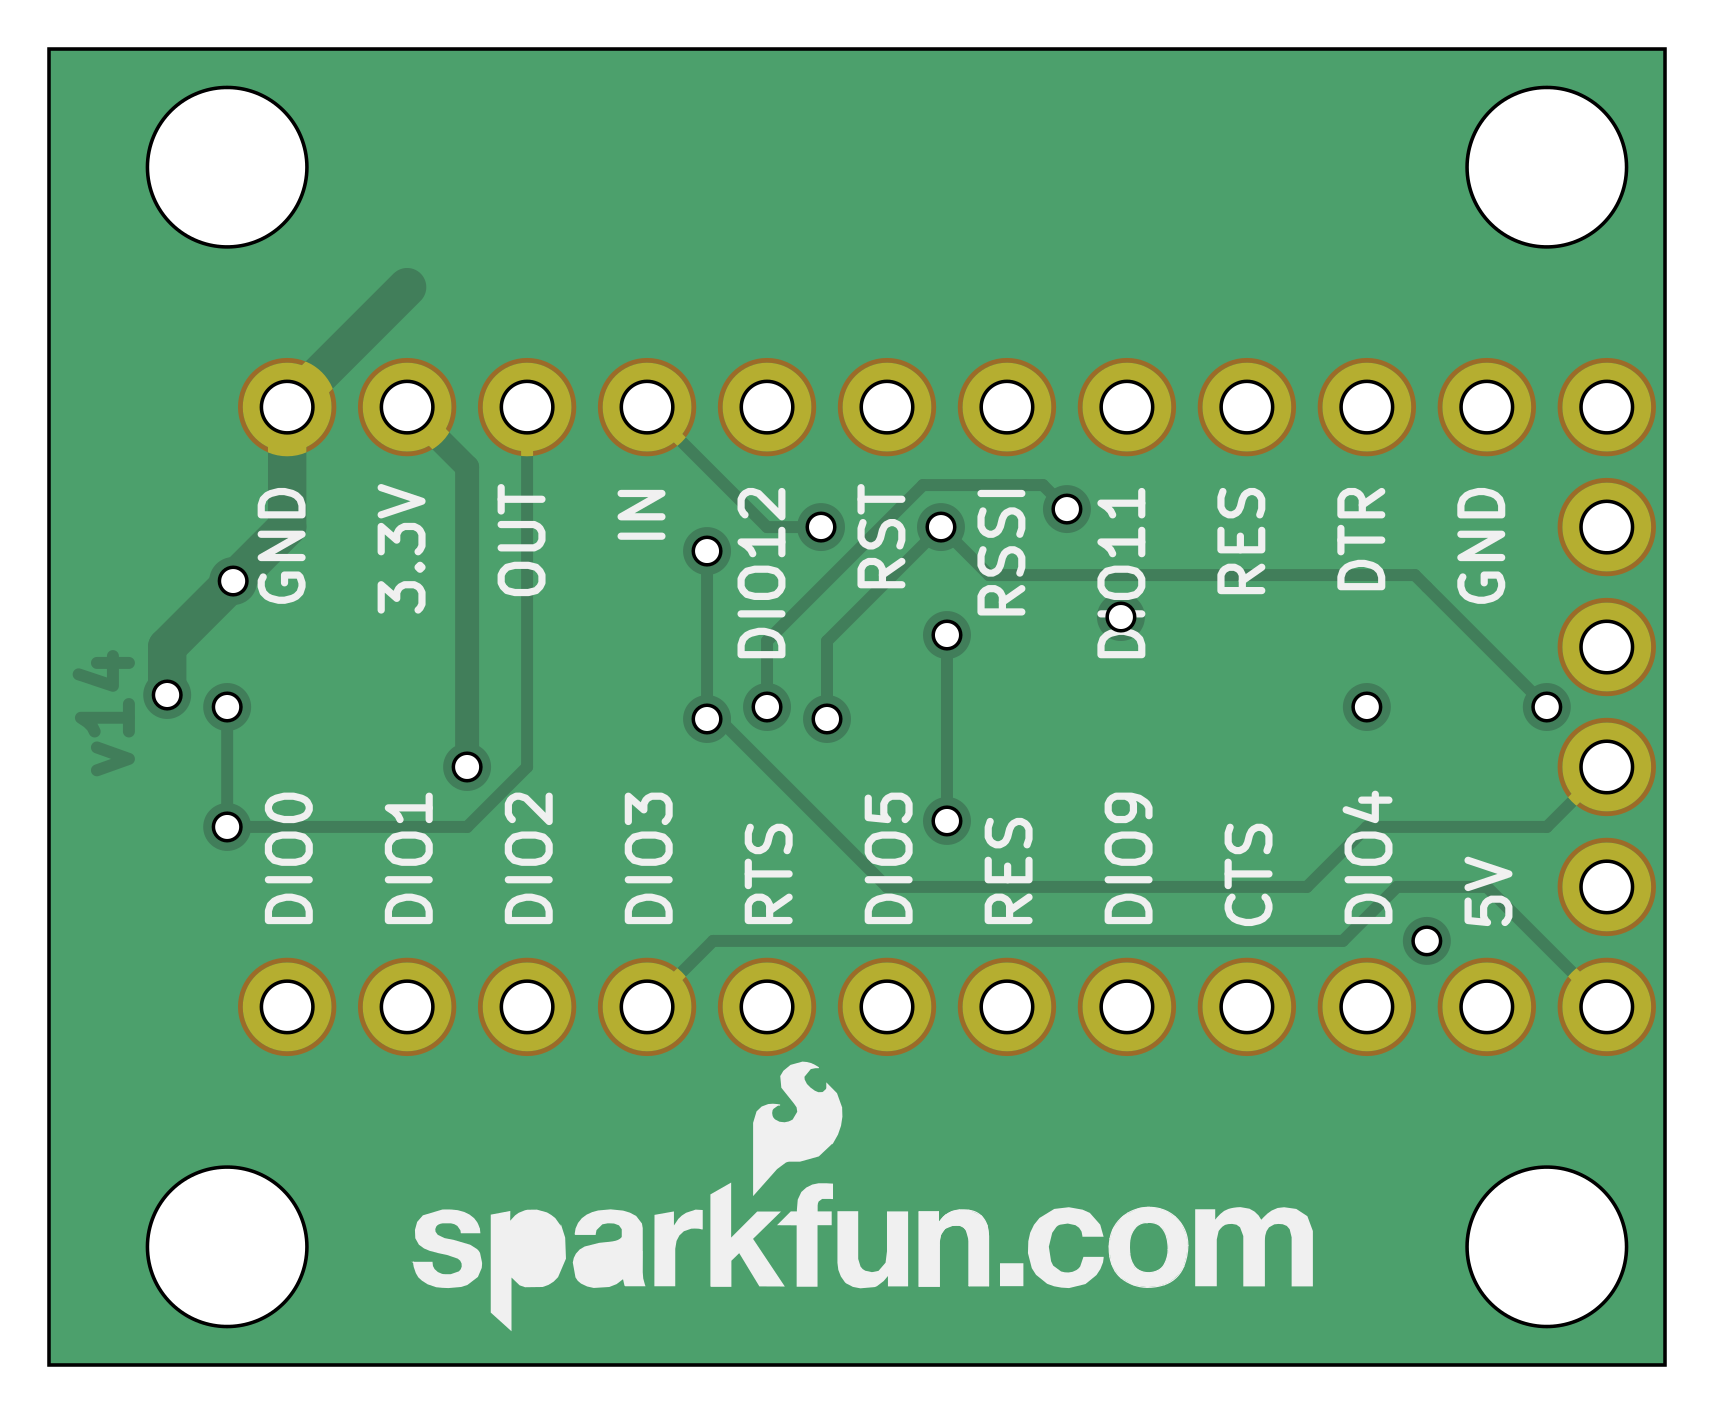 GND
3.3V
OUT
IN
DIO12
RST
RSSI
DIO11
RES
DTR
GND
v14
DIO0
DIO1
DIO2
DIO3
RTS
DIO5
RES
DIO9
CTS
DIO4
5V
sparkfun.com